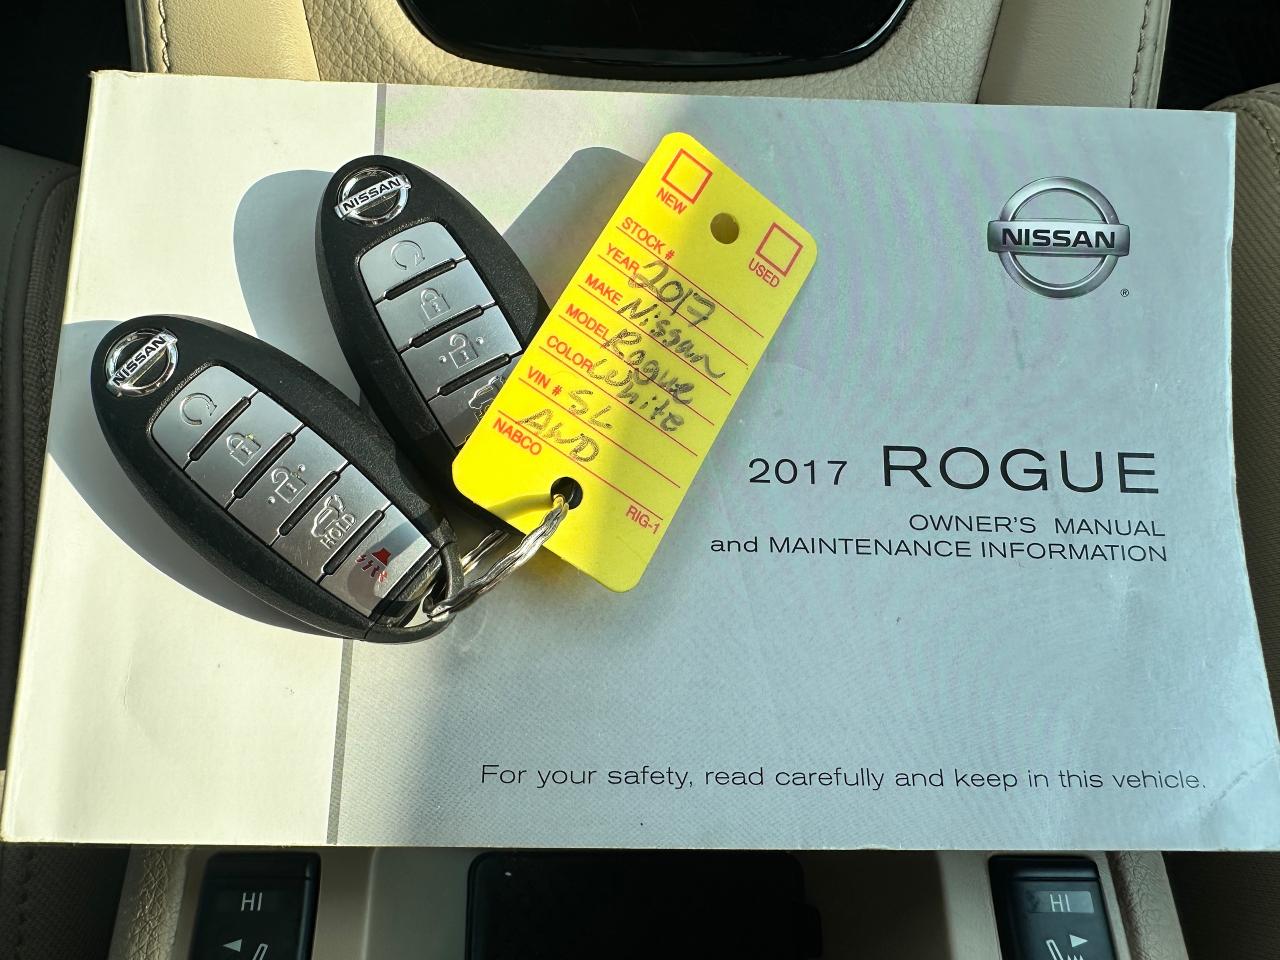 NISSAN
NISSAN
HOLD
NEW
USED
STOCK #
YEAR 2017
MAKE Nissan
MODEL Rogue
COLOR White
VIN # SL
AWD
NABCO
RIG-1
NISSAN
®
2017 ROGUE
OWNER'S MANUAL
and MAINTENANCE INFORMATION
For your safety, read carefully and keep in this vehicle.
HI
HI